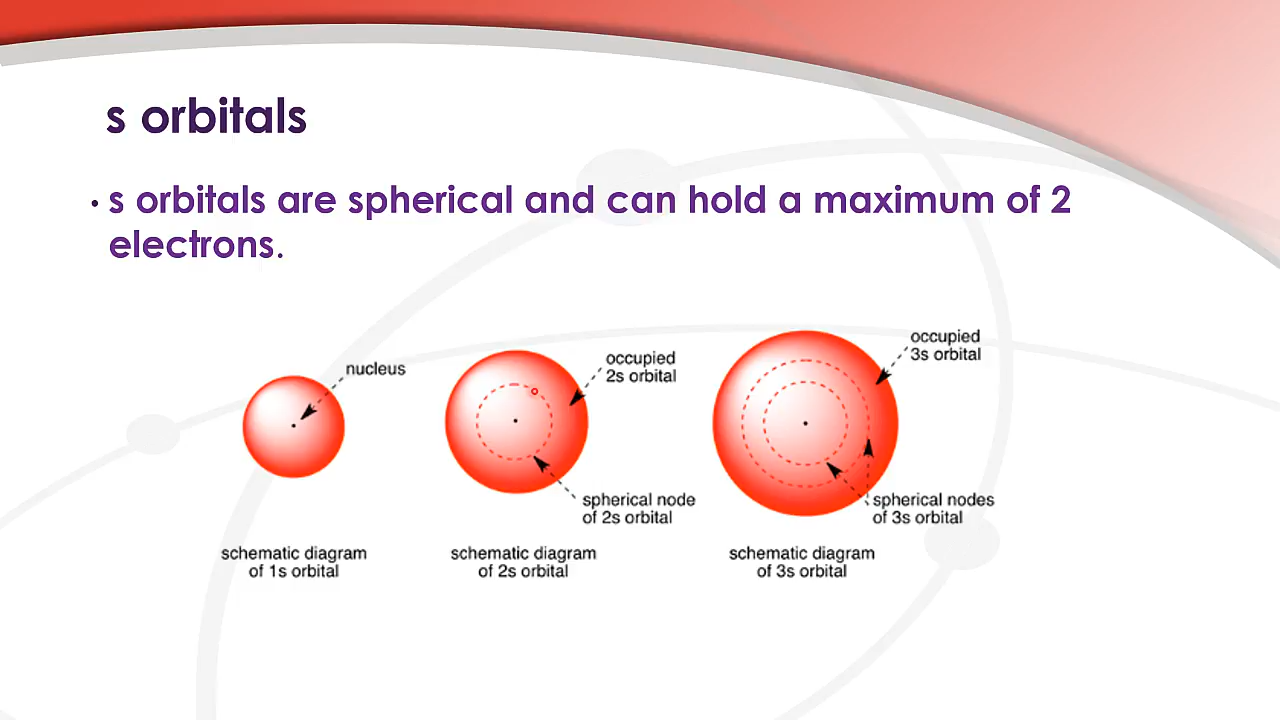 s orbitals
• s orbitals are spherical and can hold a maximum of 2
electrons.
nucleus
occupied
2s orbital
occupied
3s orbital
spherical node
of 2s orbital
spherical nodes
of 3s orbital
schematic diagram
of 1s orbital
schematic diagram
of 2s orbital
schematic diagram
of 3s orbital